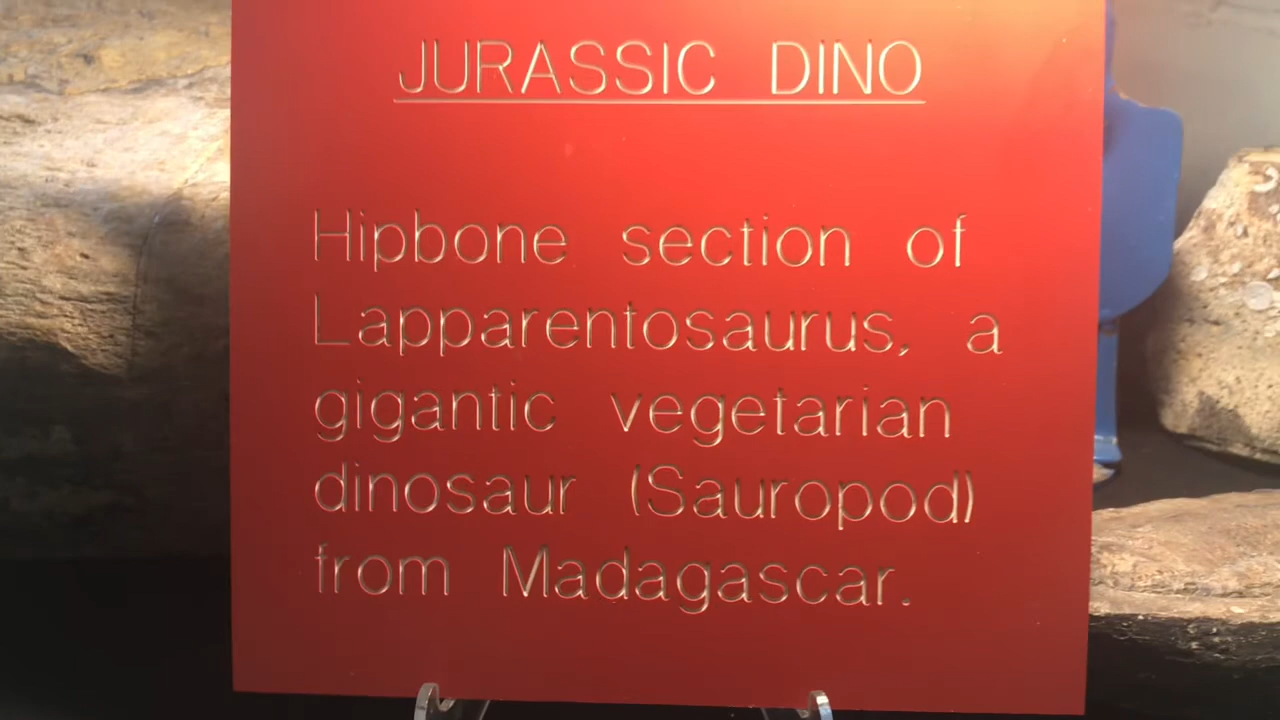 JURASSIC DINO
Hipbone section of
Lapparentosaurus, a
gigantic vegetarian
dinosaur (Sauropod)
from Madagascar.